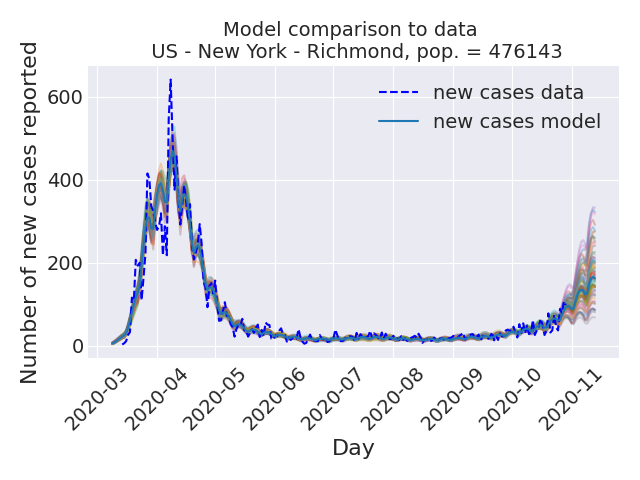 Model comparison to data
US - New York - Richmond, pop. = 476143
Number of new cases reported
600
400
200
0
new cases data
new cases model
2020-03
2020-04
2020-05
2020-06
2020-07
2020-08
2020-09
2020-10
2020-11
Day